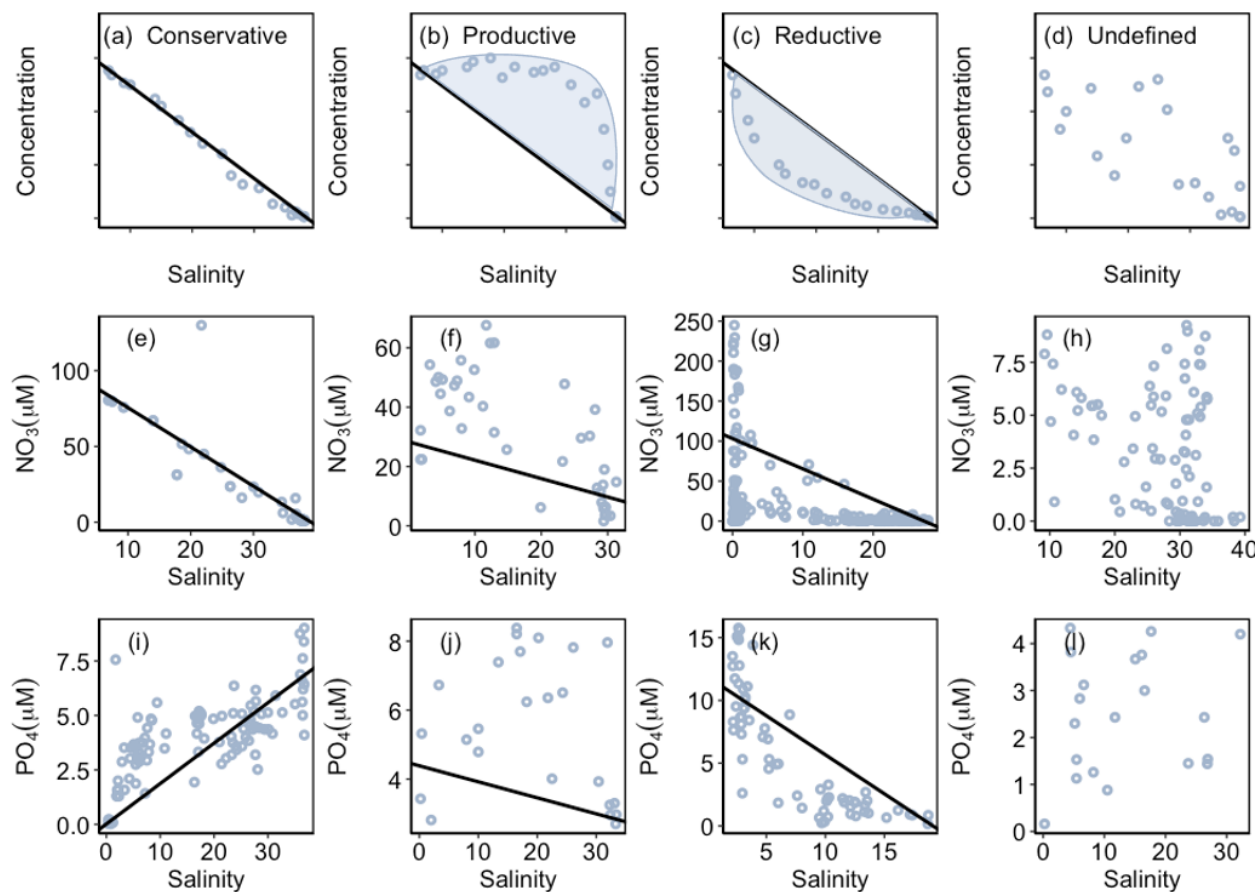 (a) Conservative
Concentration
Salinity
(b) Productive
Concentration
Salinity
(c) Reductive
Concentration
Salinity
(d) Undefined
Concentration
Salinity
(e)
NO₃(μM)
100
50
0
10 20 30
Salinity
(f)
NO₃(μM)
60
40
20
0
0 10 20 30
Salinity
(g)
NO₃(μM)
250
200
150
100
50
0
0 10 20
Salinity
(h)
NO₃(μM)
7.5
5.0
2.5
0.0
10 20 30 40
Salinity
(i)
PO₄(μM)
7.5
5.0
2.5
0.0
0 10 20 30
Salinity
(j)
PO₄(μM)
8
6
4
0 10 20 30
Salinity
(k)
PO₄(μM)
15
10
5
0
5 10 15
Salinity
(l)
PO₄(μM)
4
3
2
1
0
0 10 20 30
Salinity